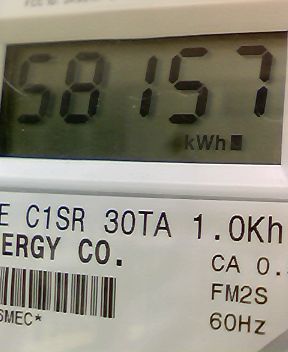 58157
kWh
E C1SR 30TA 1.0Kh
ERGY CO.
CA 0.
FM2S
SMEC*
60Hz